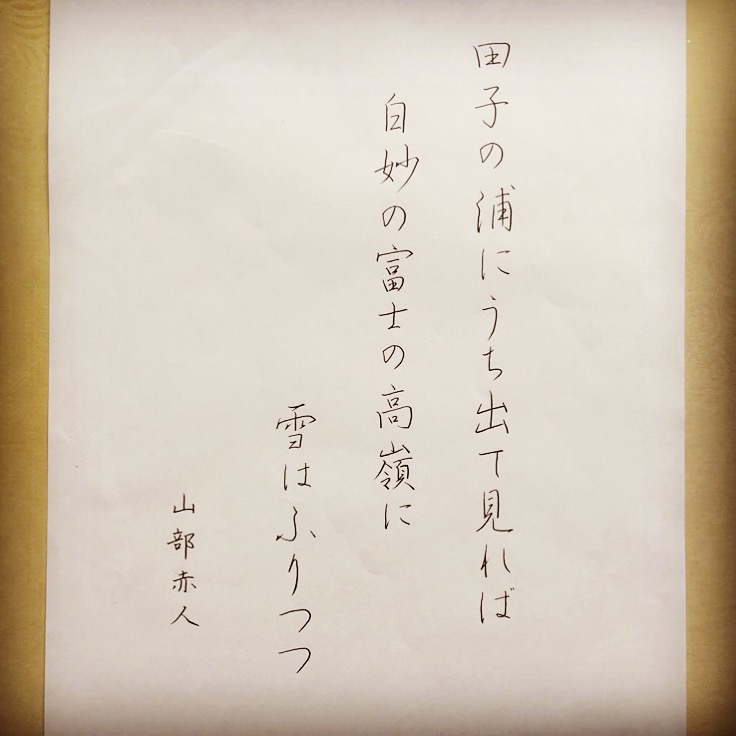 田子の浦にうち出て見れば
白妙の富士の高嶺に
雪はふりつつ
山部赤人